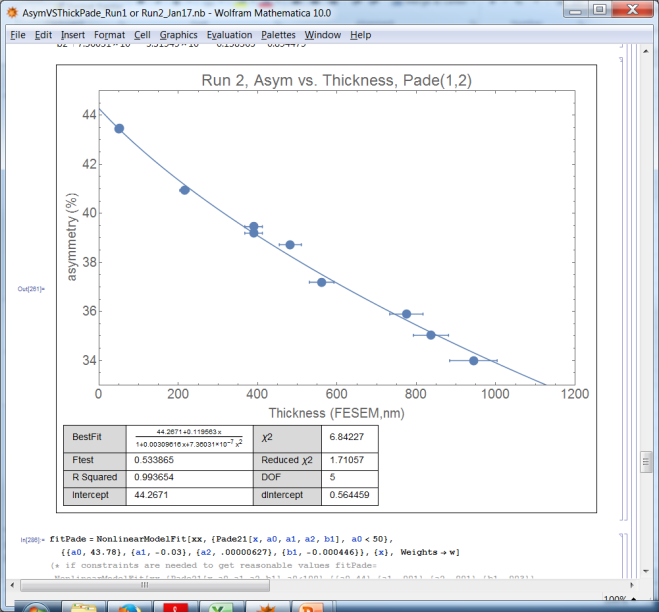 AsymVSThickPade_Run1 or Run2_Jan17.nb - Wolfram Mathematica 10.0
File Edit Insert Format Cell Graphics Evaluation Palettes Window Help
Run 2, Asym vs. Thickness, Pade(1,2)
44
42
40
38
36
34
asymmetry (%)
0 200 400 600 800 1000 1200
Thickness (FESEM,nm)
Out[261]=
BestFit 44.2671+0.119563 x / 1+0.00309616 x+7.36031×10^-7 x^2 χ2 6.84227
Ftest 0.533865 Reduced χ2 1.71057
R Squared 0.993654 DOF 5
Intercept 44.2671 dIntercept 0.564459
In[286]:= fitPade = NonlinearModelFit[xx, {Pade21[x, a0, a1, a2, b1], a0 < 50},
{{a0, 43.78}, {a1, -0.03}, {a2, .00000627}, {b1, -0.000446}}, {x}, Weights → w]
(* if constraints are needed to get reasonable values fitPade=
100%